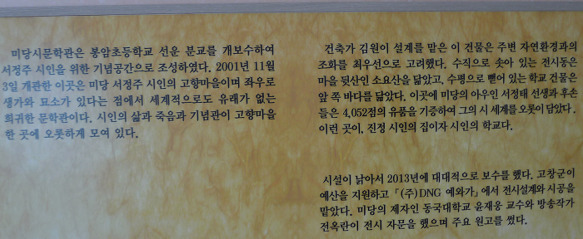 미당시문학관은 봉암초등학교 선운 분교를 개보수하여
서정주 시인을 위한 기념공간으로 조성하였다. 2001년 11월
3일 개관한 이곳은 미당 서정주 시인의 고향마을이며 좌우로
생가와 묘소가 있다는 점에서 세계적으로도 유래가 없는
희귀한 문학관이다. 시인의 삶과 죽음과 기념관이 고향마을
한 곳에 오롯하게 모여 있다.
건축가 김원이 설계를 맡은 이 건물은 주변 자연환경과의
조화를 최우선으로 고려했다. 수직으로 솟아 있는 전시동은
마을 뒷산인 소요산을 닮았고, 수평으로 뻗어 있는 학교 건물은
앞 쪽 바다를 닮았다. 이곳에 미당의 아우인 서정태 선생과 후손
들은 4,052점의 유품을 기증하여 그의 시 세계를 오롯이 담았다.
이런 곳이, 진정 시인의 집이자 시인의 학교다.
시설이 낡아서 2013년에 대대적으로 보수를 했다. 고창군이
예산을 지원하고 「(주)DNG 예와가」에서 전시설계와 시공을
맡았다. 미당의 제자인 동국대학교 윤재웅 교수와 방송작가
전옥란이 전시 자문을 했으며 주요 원고를 썼다.